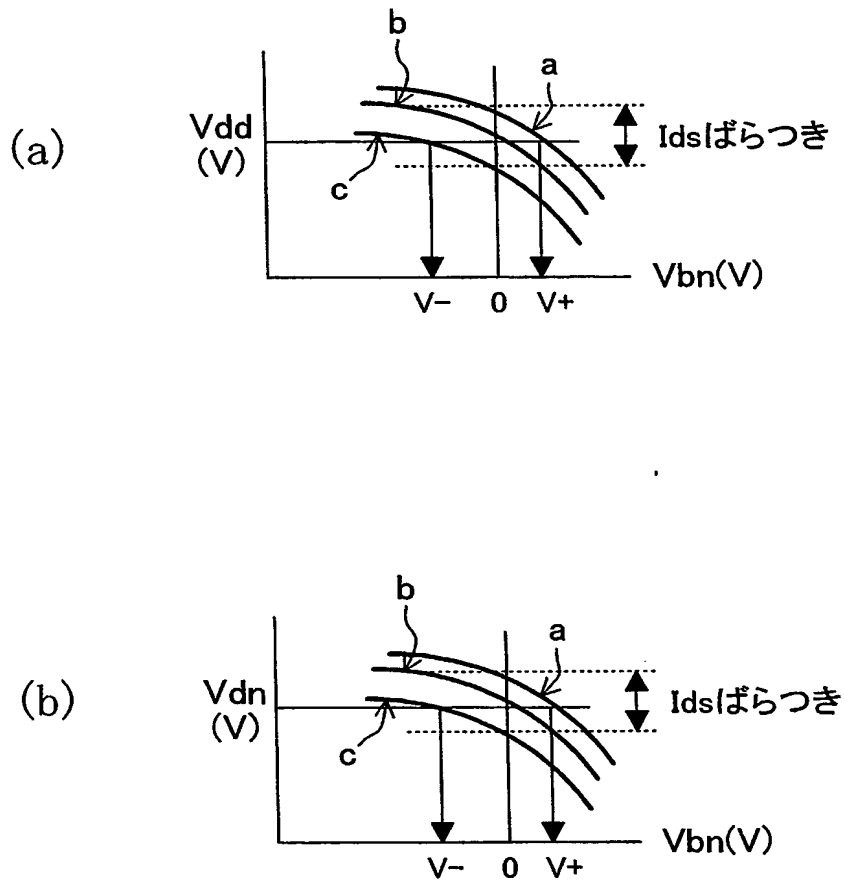 (a)
b
a
Vdd
(V)
Idsばらつき
c
Vbn(V)
V- 0 V+
(b)
b
a
Vdn
(V)
Idsばらつき
c
Vbn(V)
V- 0 V+